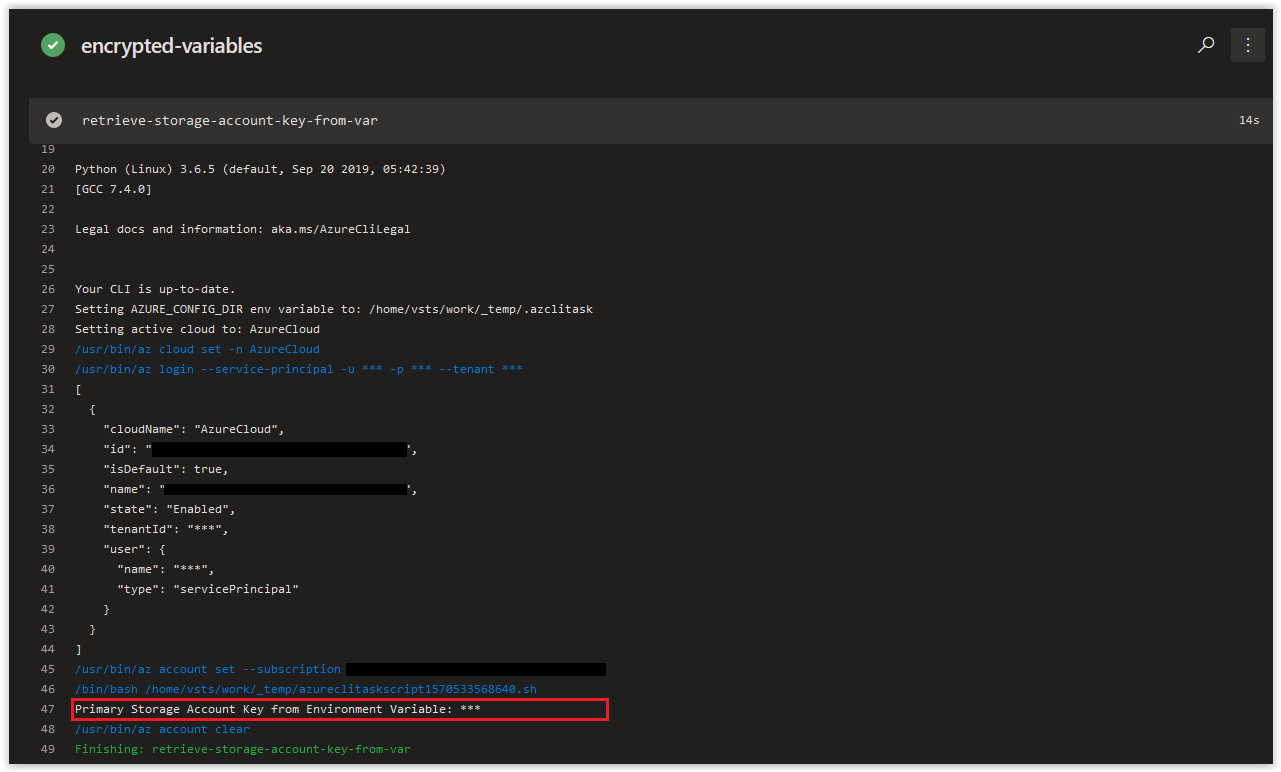 encrypted-variables
retrieve-storage-account-key-from-var 14s
19
20 Python (Linux) 3.6.5 (default, Sep 20 2019, 05:42:39)
21 [GCC 7.4.0]
22
23 Legal docs and information: aka.ms/AzureCliLegal
24
25
26 Your CLI is up-to-date.
27 Setting AZURE_CONFIG_DIR env variable to: /home/vsts/work/_temp/.azclitask
28 Setting active cloud to: AzureCloud
29 /usr/bin/az cloud set -n AzureCloud
30 /usr/bin/az login --service-principal -u *** -p *** --tenant ***
31 [
32 {
33 "cloudName": "AzureCloud",
34 "id": "",
35 "isDefault": true,
36 "name": "",
37 "state": "Enabled",
38 "tenantId": "***",
39 "user": {
40 "name": "***",
41 "type": "servicePrincipal"
42 }
43 }
44 ]
45 /usr/bin/az account set --subscription
46 /bin/bash /home/vsts/work/_temp/azureclitaskscript1570533568640.sh
47 Primary Storage Account Key from Environment Variable: ***
48 /usr/bin/az account clear
49 Finishing: retrieve-storage-account-key-from-var